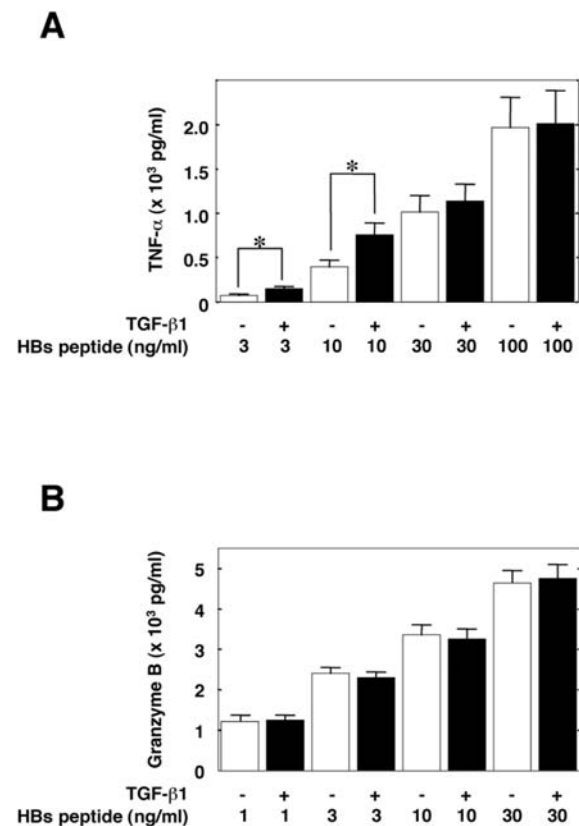 A
TNF-α (x 10³ pg/ml)
2.0
1.5
1.0
0.5
0
*
*
TGF-β1 - + - + - + - +
HBs peptide (ng/ml) 3 3 10 10 30 30 100 100
B
Granzyme B (x 10³ pg/ml)
5
4
3
2
1
0
TGF-β1 - + - + - + - +
HBs peptide (ng/ml) 1 1 3 3 10 10 30 30